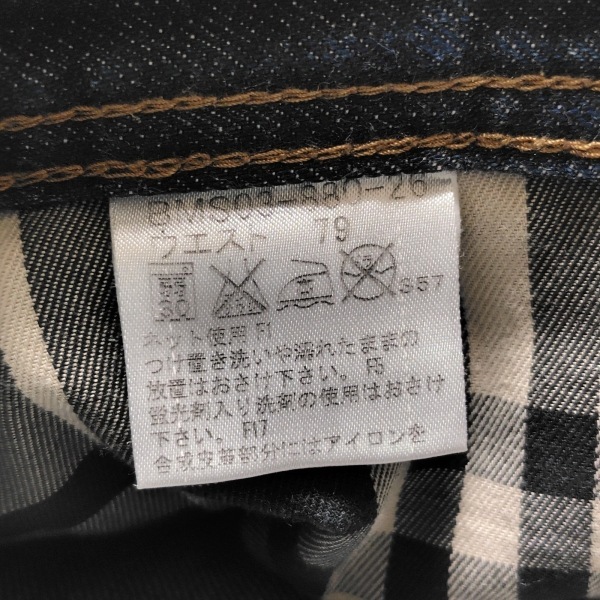 BMS03-880-26
ウエスト 79
弱 30 S57
ネット使用 F1
つけ置き洗いや濡れたままの
放置はおさけ下さい。 F5
蛍光剤入り洗剤の使用はおさけ
下さい。 F17
合成皮革部分にはアイロンを